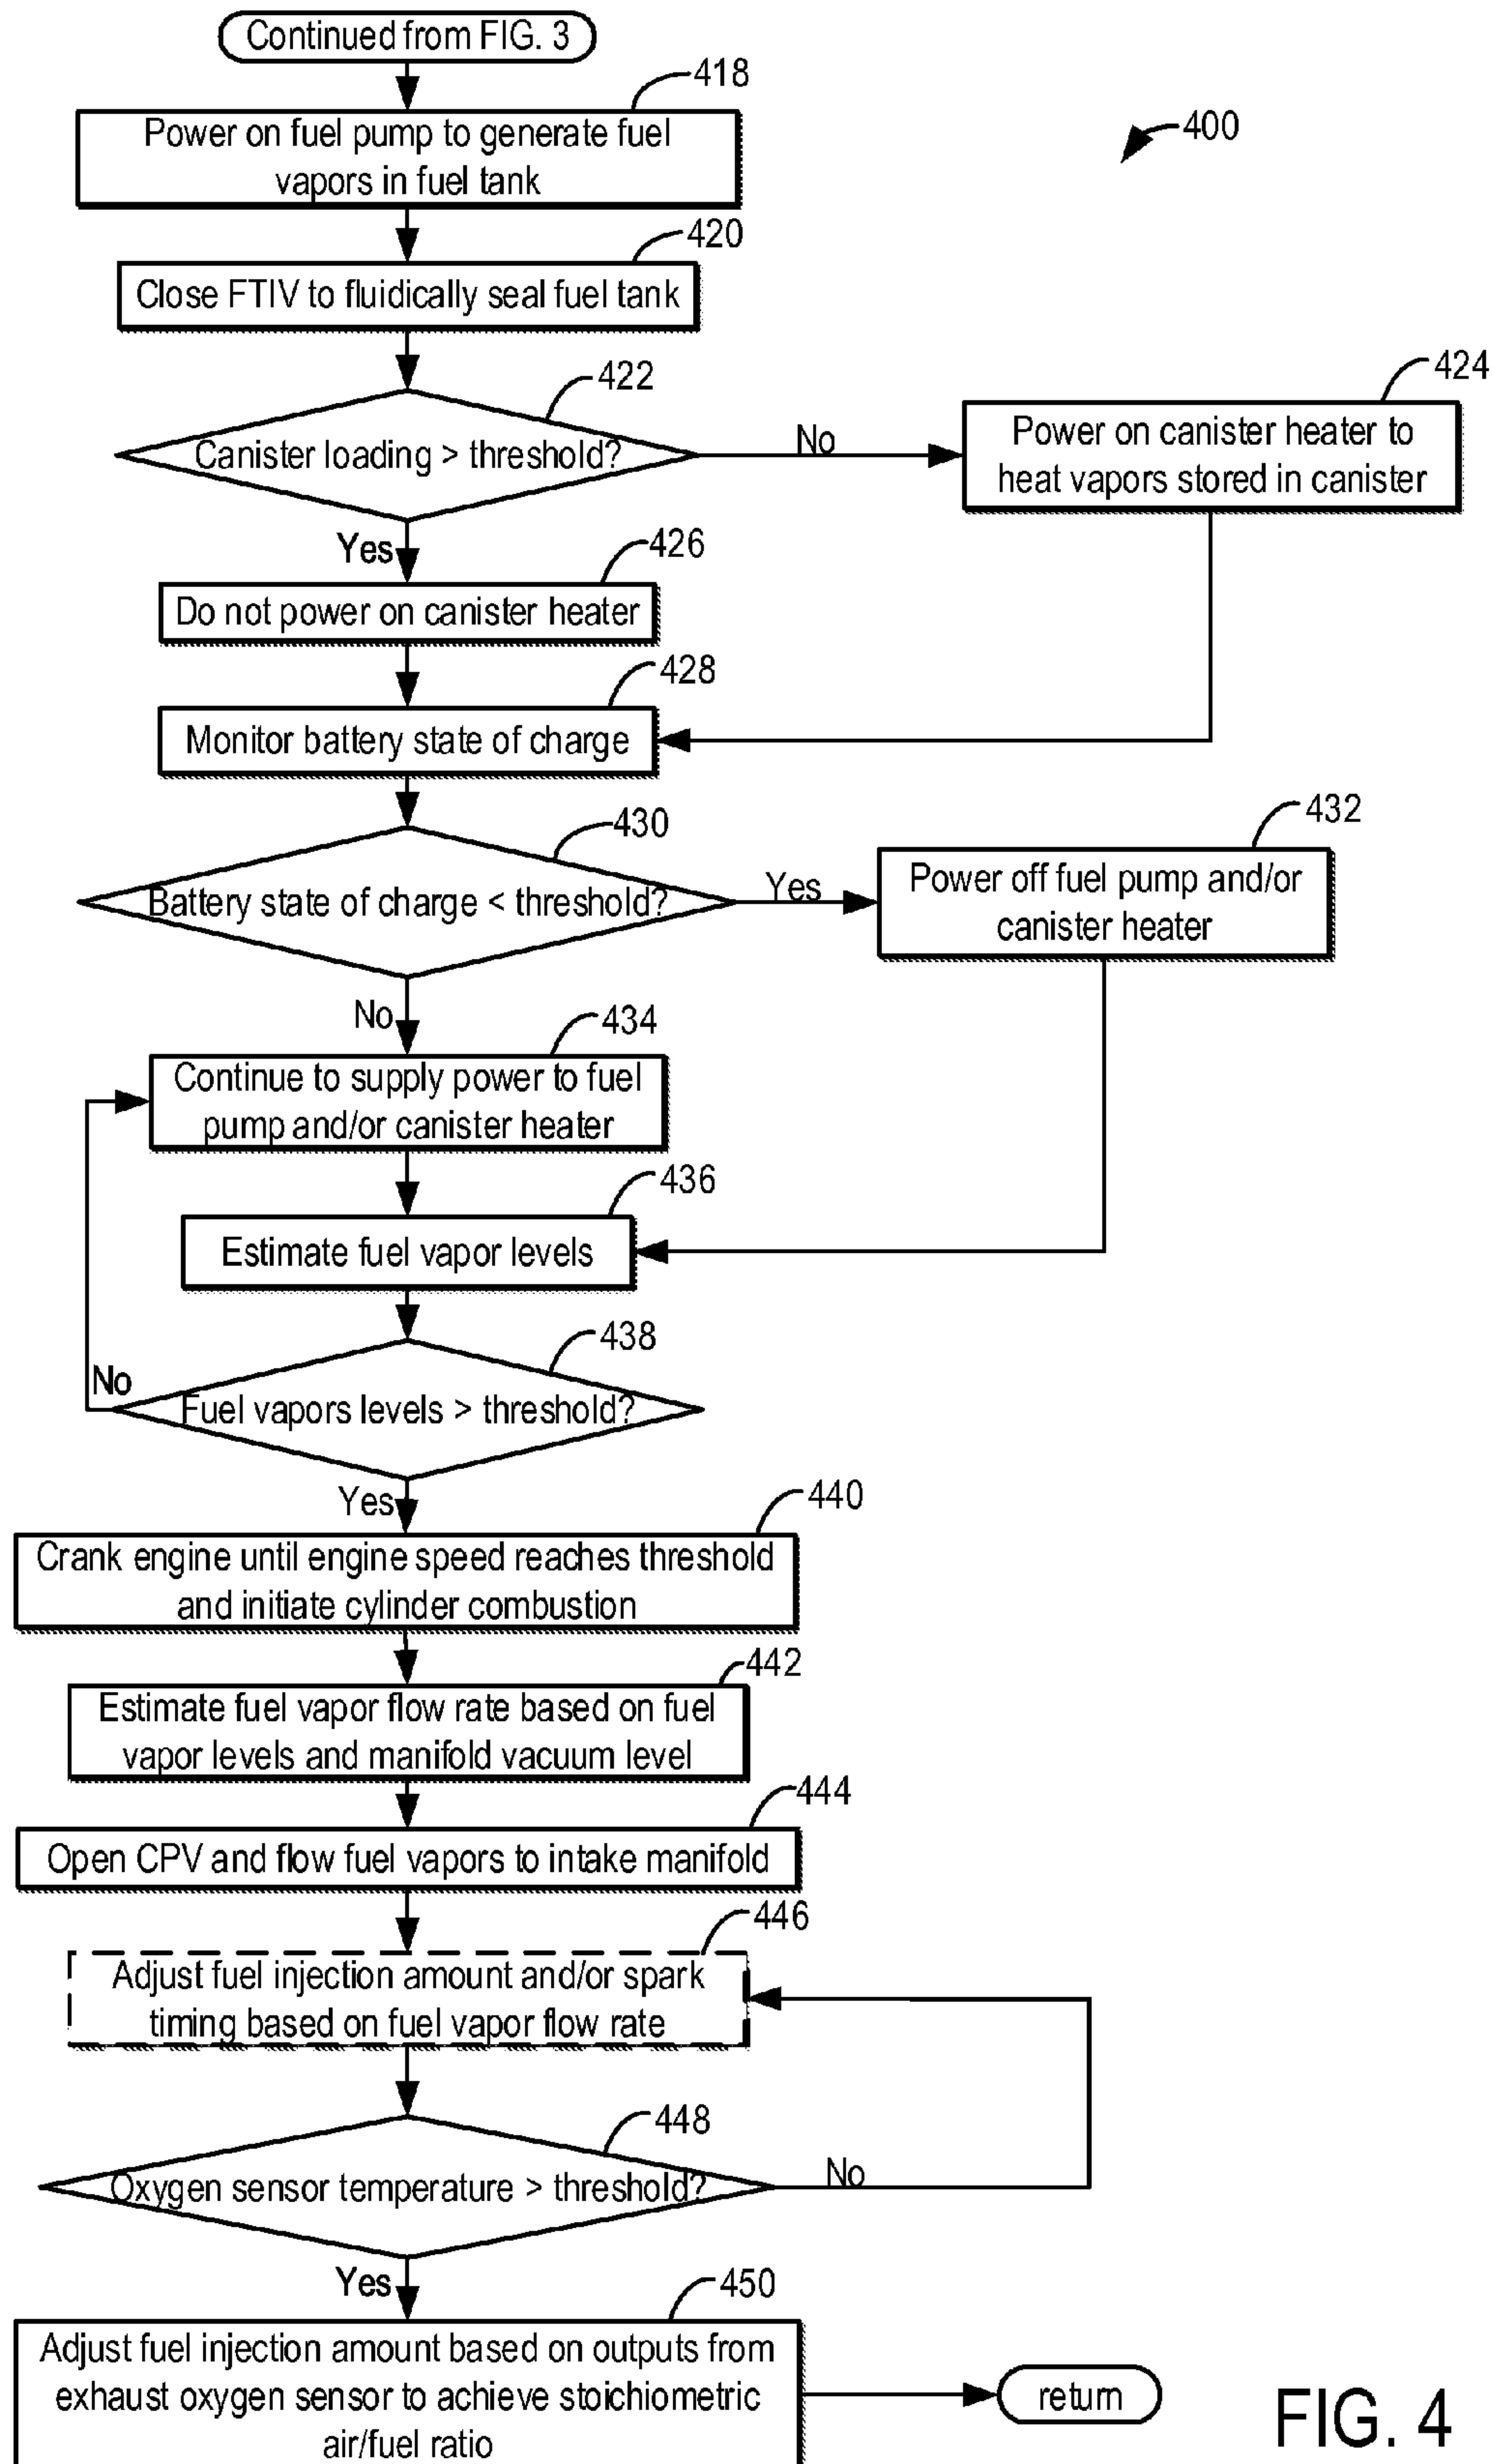 Continued from FIG. 3
418
400
Power on fuel pump to generate fuel
vapors in fuel tank
420
Close FTIV to fluidically seal fuel tank
422
424
Canister loading > threshold?
No
Power on canister heater to
heat vapors stored in canister
Yes
426
Do not power on canister heater
428
Monitor battery state of charge
430
432
Battery state of charge < threshold?
Yes
Power off fuel pump and/or
canister heater
No
434
Continue to supply power to fuel
pump and/or canister heater
436
Estimate fuel vapor levels
438
No
Fuel vapors levels > threshold?
Yes
440
Crank engine until engine speed reaches threshold
and initiate cylinder combustion
442
Estimate fuel vapor flow rate based on fuel
vapor levels and manifold vacuum level
444
Open CPV and flow fuel vapors to intake manifold
446
Adjust fuel injection amount and/or spark
timing based on fuel vapor flow rate
448
Oxygen sensor temperature > threshold?
No
Yes
450
Adjust fuel injection amount based on outputs from
exhaust oxygen sensor to achieve stoichiometric
air/fuel ratio
return
FIG. 4